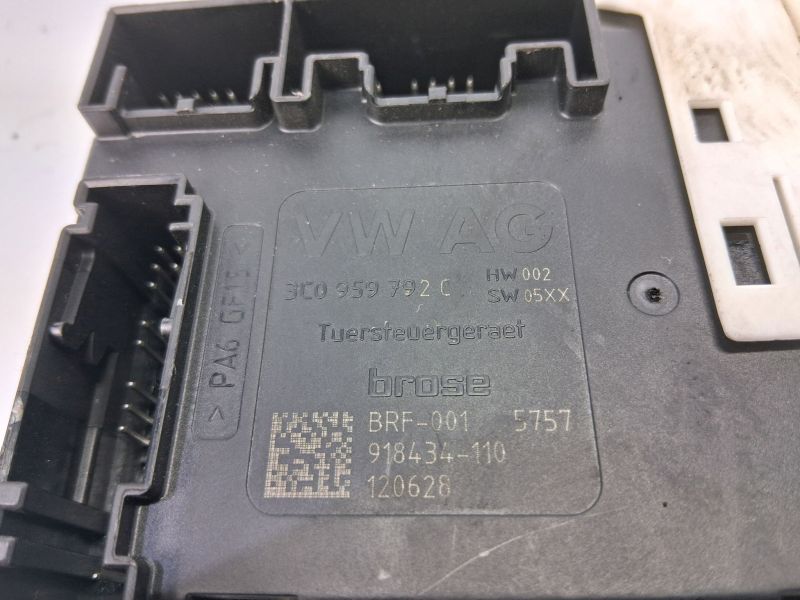 VW AG
3C0 959 792 C HW 002
SW 05XX
Tuersteuergeraet
brose
BRF-001 5757
918434-110
120628
> PA6 GF15 <